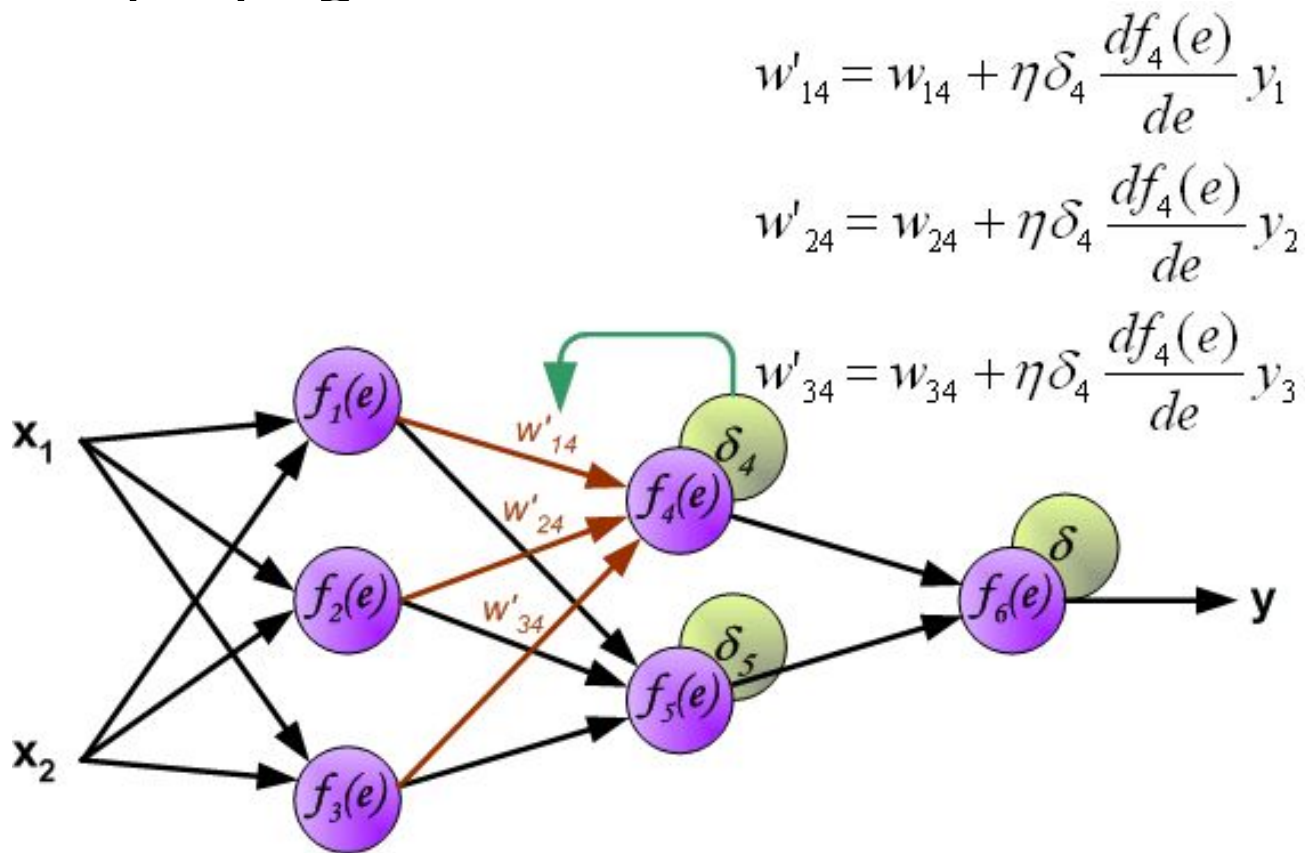 w'₁₄ = w₁₄ + ηδ₄ df₄(e)/de y₁
w'₂₄ = w₂₄ + ηδ₄ df₄(e)/de y₂
w'₃₄ = w₃₄ + ηδ₄ df₄(e)/de y₃
f₁(e)
x₁
w'₁₄
δ₄
f₄(e)
w'₂₄
δ
f₂(e)
f₆(e)
y
w'₃₄
δ₅
f₅(e)
x₂
f₃(e)